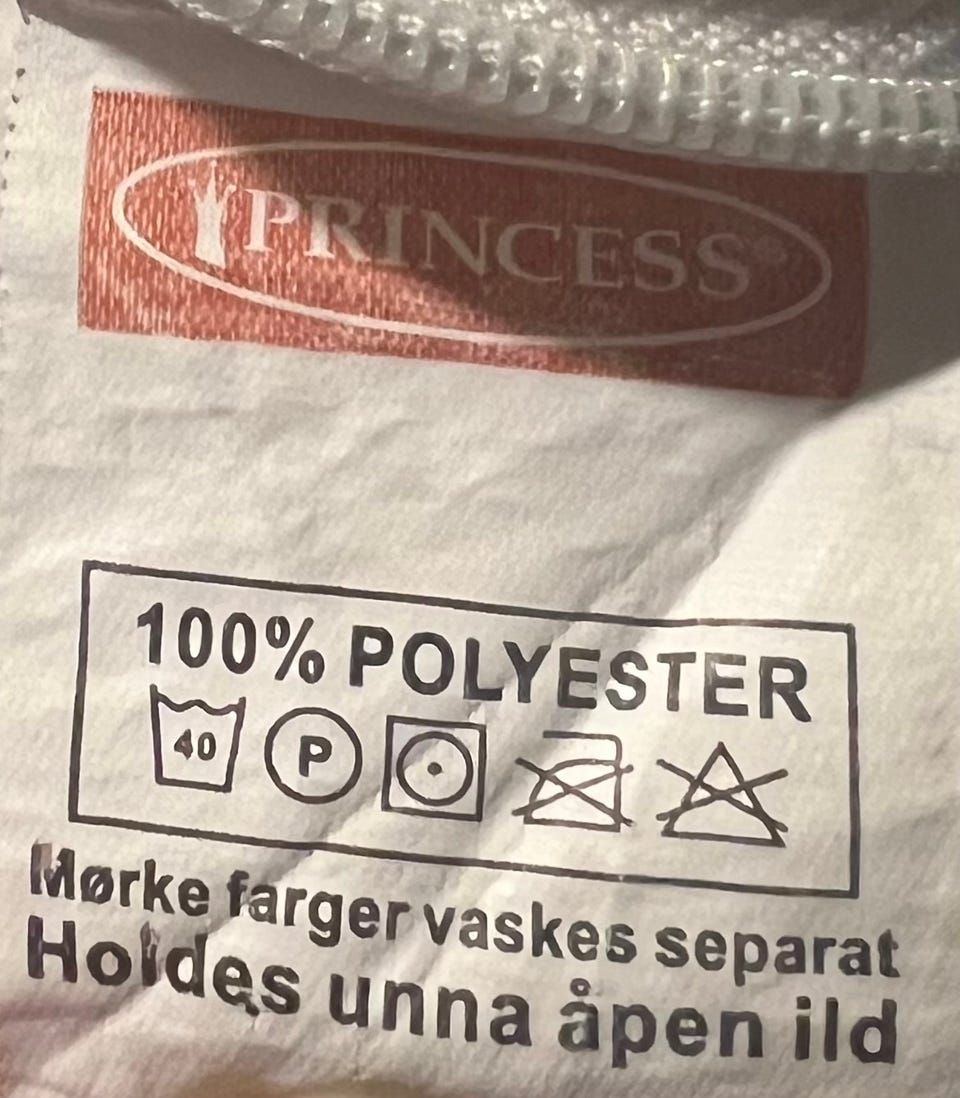 PRINCESS®
100% POLYESTER
40 P
Mørke farger vaskes separat
Holdes unna åpen ild